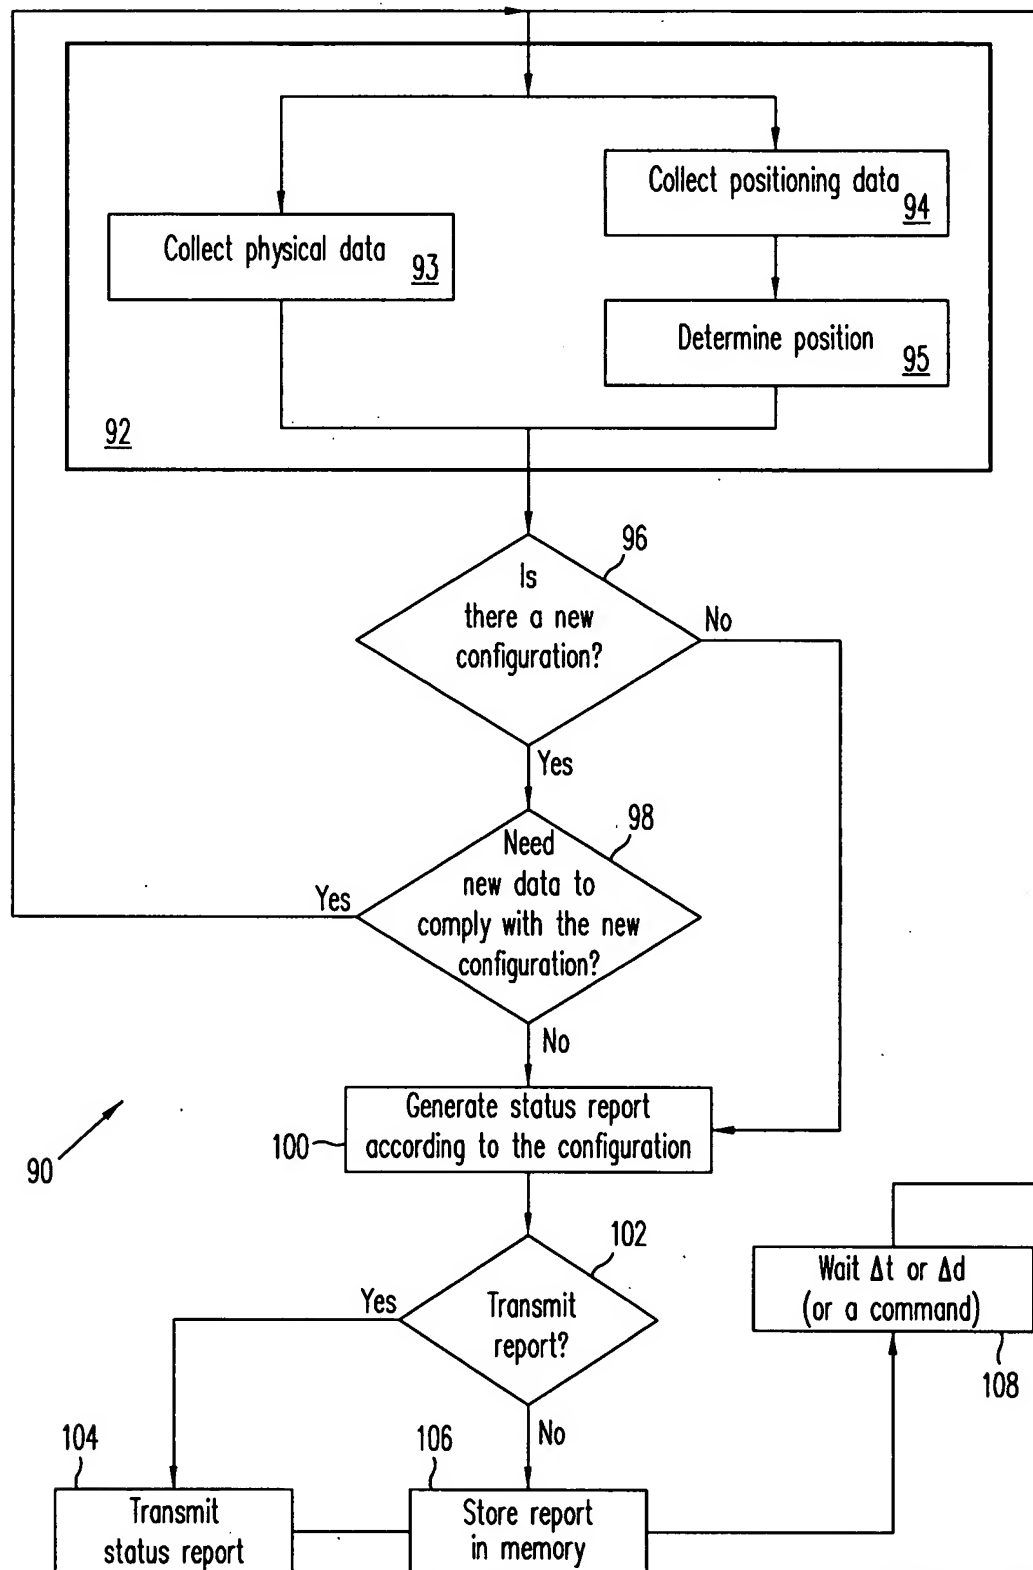 Collect positioning data
94
Collect physical data
93
Determine position
95
92
96
Is
there a new
configuration?
No
Yes
98
Need
new data to
comply with the new
configuration?
Yes
No
Generate status report
according to the configuration
100
90
102
Transmit
report?
Yes
Wait Δt or Δd
(or a command)
108
No
104
106
Transmit
status report
Store report
in memory